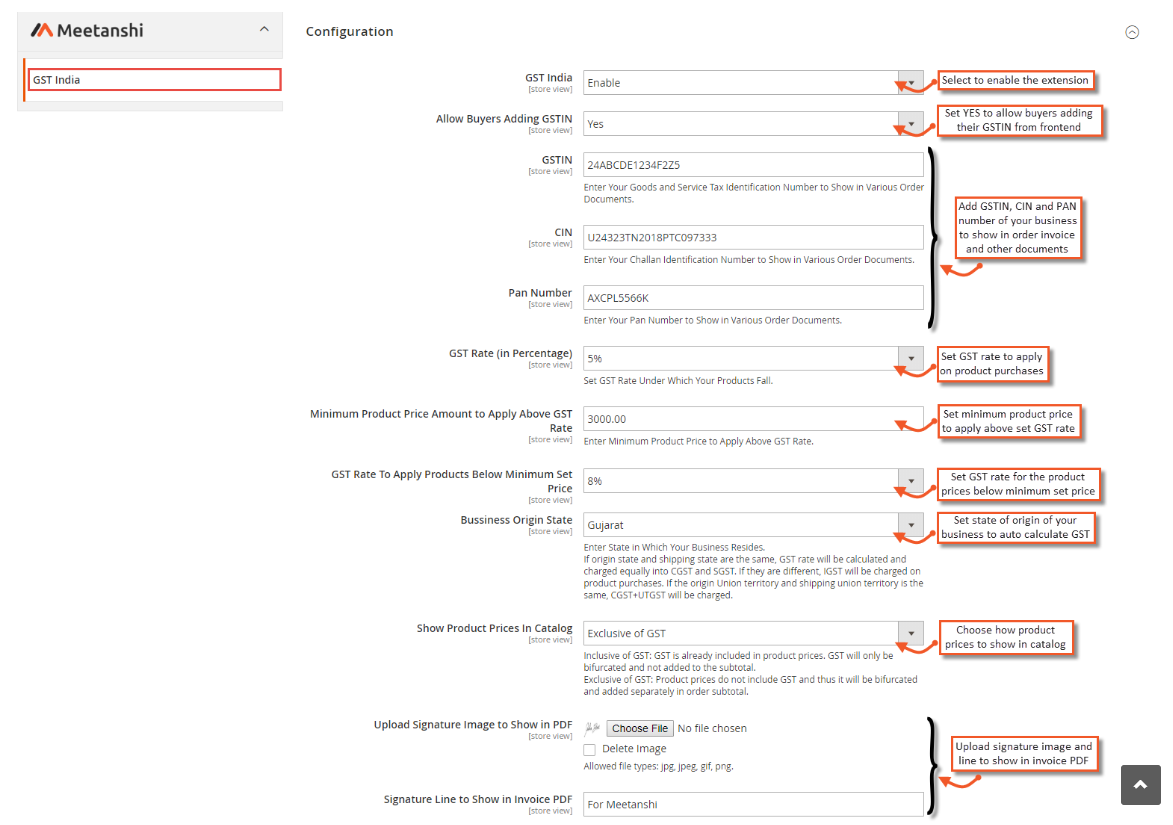 Meetanshi
GST India
Configuration
GST India
[store view]
Enable
Select to enable the extension
Allow Buyers Adding GSTIN
[store view]
Yes
Set YES to allow buyers adding
their GSTIN from frontend
GSTIN
[store view]
24ABCDE1234F2Z5
Enter Your Goods and Service Tax Identification Number to Show in Various Order
Documents.
CIN
[store view]
U24323TN2018PTC097333
Enter Your Challan Identification Number to Show in Various Order Documents.
Pan Number
[store view]
AXCPL5566K
Enter Your Pan Number to Show in Various Order Documents.
Add GSTIN, CIN and PAN
number of your business
to show in order invoice
and other documents
GST Rate (in Percentage)
[store view]
5%
Set GST Rate Under Which Your Products Fall.
Set GST rate to apply
on product purchases
Minimum Product Price Amount to Apply Above GST
Rate
[store view]
3000.00
Enter Minimum Product Price to Apply Above GST Rate.
Set minimum product price
to apply above set GST rate
GST Rate To Apply Products Below Minimum Set
Price
[store view]
8%
Set GST rate for the product
prices below minimum set price
Bussiness Origin State
[store view]
Gujarat
Enter State in Which Your Business Resides.
If origin state and shipping state are the same, GST rate will be calculated and
charged equally into CGST and SGST. If they are different, IGST will be charged on
product purchases. If the origin Union territory and shipping union territory is the
same, CGST+UTGST will be charged.
Set state of origin of your
business to auto calculate GST
Show Product Prices In Catalog
[store view]
Exclusive of GST
Inclusive of GST: GST is already included in product prices. GST will only be
bifurcated and not added to the subtotal.
Exclusive of GST: Product prices do not include GST and thus it will be bifurcated
and added separately in order subtotal.
Choose how product
prices to show in catalog
Upload Signature Image to Show in PDF
[store view]
Choose File No file chosen
Delete Image
Allowed file types: jpg, jpeg, gif, png.
Upload signature image and
line to show in invoice PDF
Signature Line to Show in Invoice PDF
[store view]
For Meetanshi